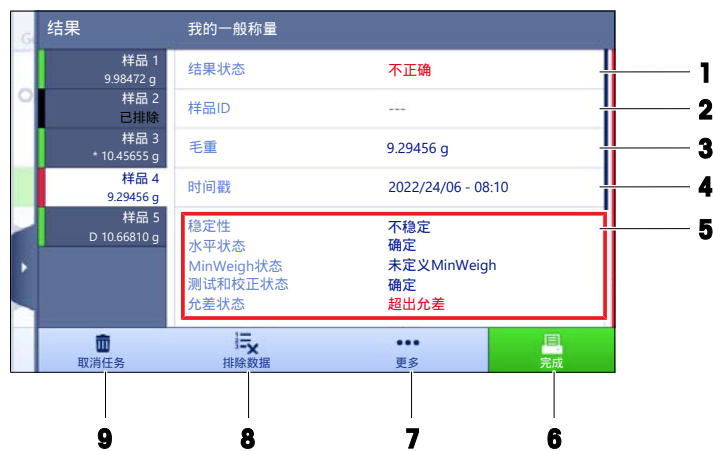 结果
我的一般称量
样品 1
9.98472 g
样品 2
已排除
样品 3
* 10.45655 g
样品 4
9.29456 g
样品 5
D 10.66810 g
结果状态 不正确
样品ID ---
毛重 9.29456 g
时间戳 2022/24/06 - 08:10
稳定性 不稳定
水平状态 确定
MinWeigh状态 未定义MinWeigh
测试和校正状态 确定
允差状态 超出允差
取消任务
排除数据
更多
完成
1
2
3
4
5
9
8
7
6